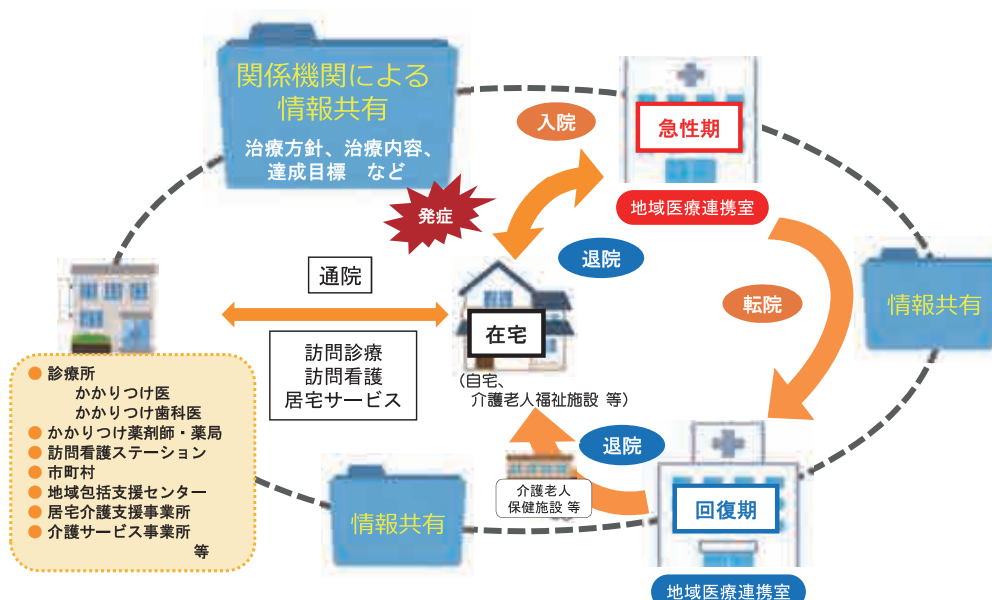 関係機関による
情報共有
治療方針、治療内容、
達成目標 など
入院
急性期
地域医療連携室
発症
退院
通院
転院
情報共有
在宅
(自宅、
介護老人福祉施設 等)
訪問診療
訪問看護
居宅サービス
● 診療所
かかりつけ医
かかりつけ歯科医
● かかりつけ薬剤師・薬局
● 訪問看護ステーション
● 市町村
● 地域包括支援センター
● 居宅介護支援事業所
● 介護サービス事業所
等
退院
介護老人
保健施設 等
情報共有
回復期
地域医療連携室